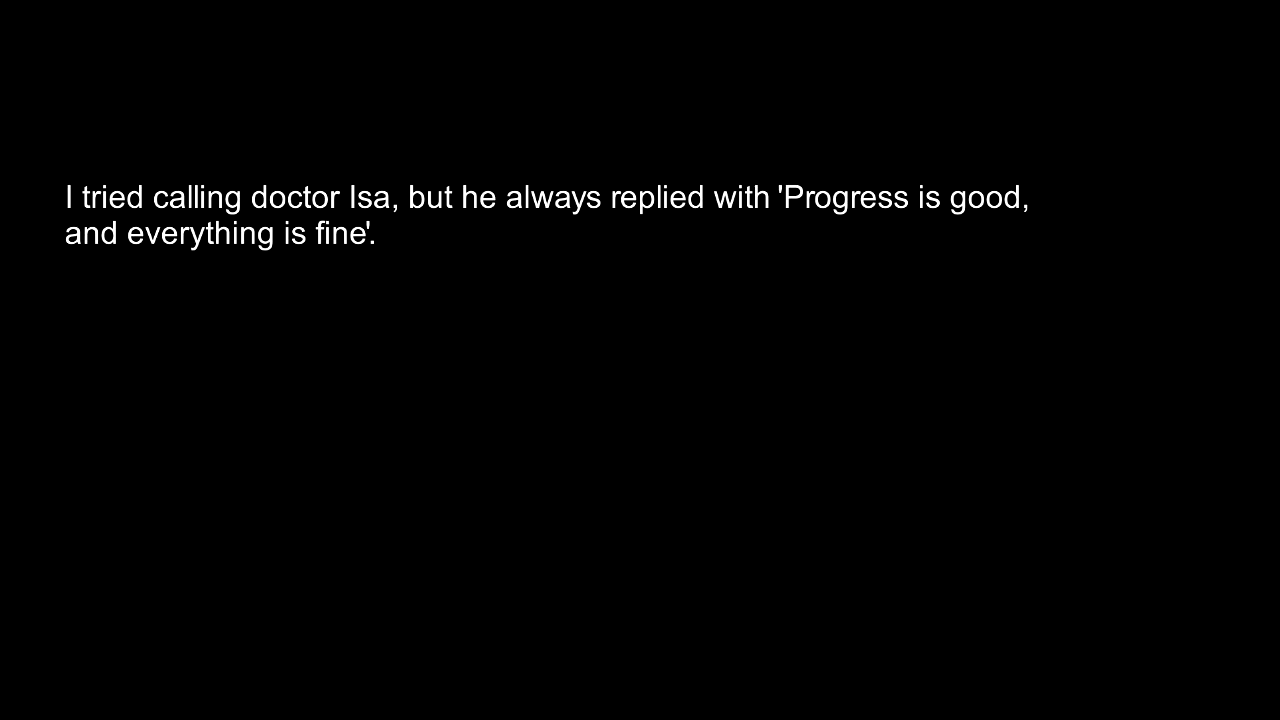 I tried calling doctor Isa, but he always replied with 'Progress is good,
and everything is fine'.